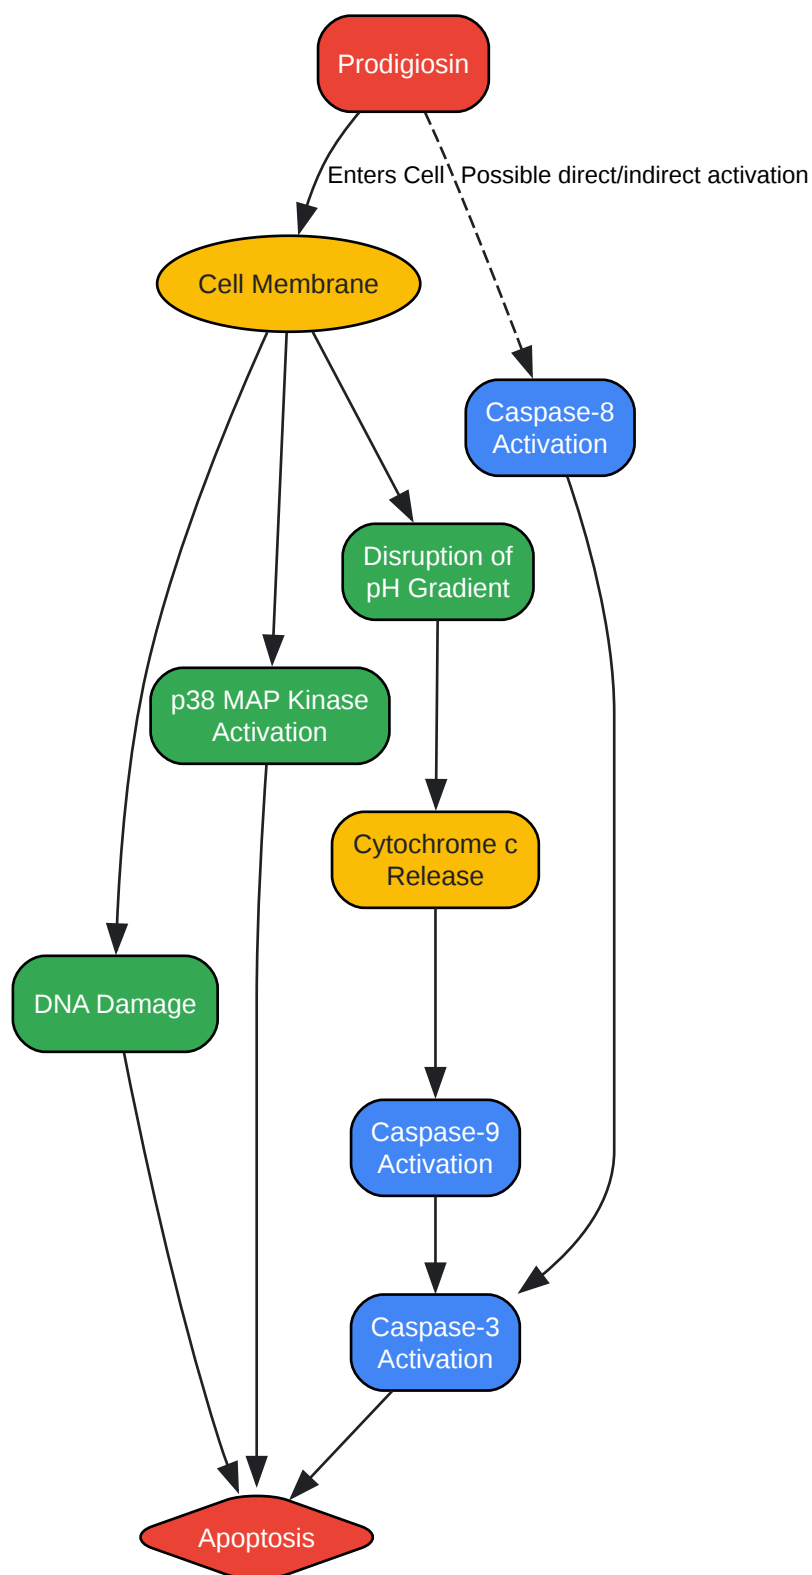 Prodigiosin
Enters Cell
Possible direct/indirect activation
Cell Membrane
Caspase-8
Activation
Disruption of
pH Gradient
p38 MAP Kinase
Activation
Cytochrome c
Release
DNA Damage
Caspase-9
Activation
Caspase-3
Activation
Apoptosis